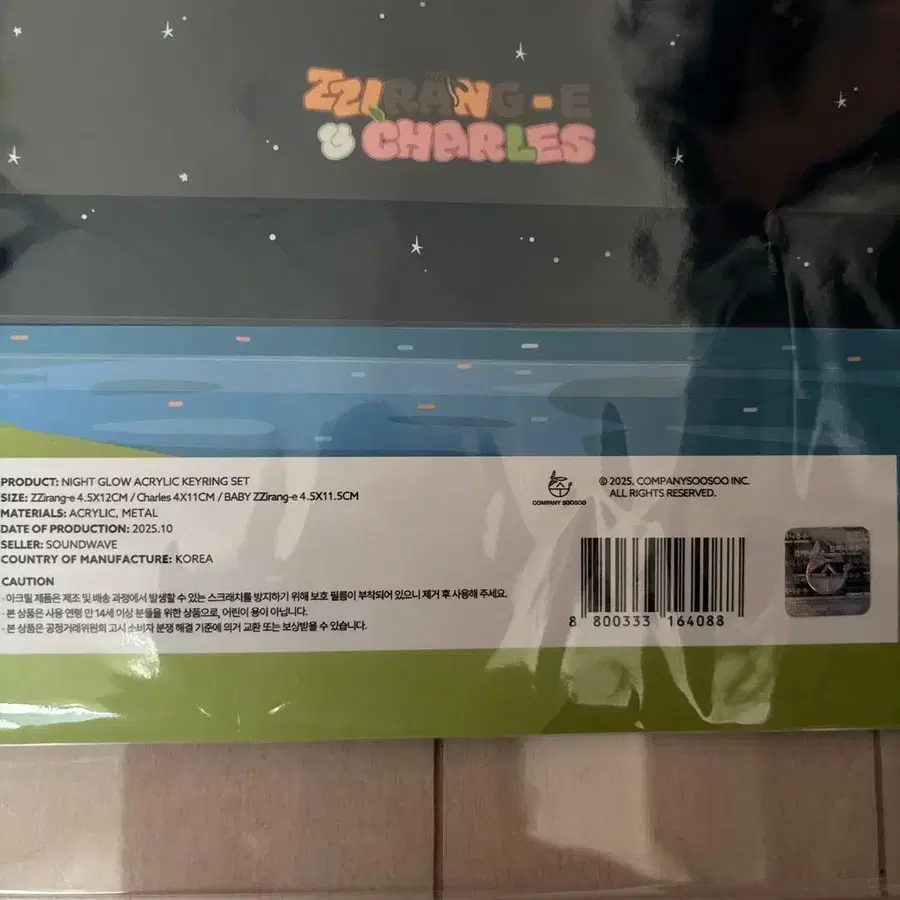 ZZIRANG-E
& CHARLES
PRODUCT: NIGHT GLOW ACRYLIC KEYRING SET
SIZE: ZZirang-e 4.5X12CM / Charles 4X11CM / BABY ZZirang-e 4.5X11.5CM
MATERIALS: ACRYLIC, METAL
DATE OF PRODUCTION: 2025.10
SELLER: SOUNDWAVE
COUNTRY OF MANUFACTURE: KOREA
CAUTION
· 아크릴 제품은 제조 및 배송 과정에서 발생할 수 있는 스크래치를 방지하기 위해 보호 필름이 부착되어 있으니 제거 후 사용해 주세요.
· 본 상품은 사용 연령 만 14세 이상 분들을 위한 상품으로, 어린이 용이 아닙니다.
· 본 상품은 공정거래위원회 고시 소비자 분쟁 해결 기준에 의거 교환 또는 보상받을 수 있습니다.
COMPANY SOOSOO
© 2025. COMPANYSOOSOO INC.
ALL RIGHTS RESERVED.
8 800333 164088